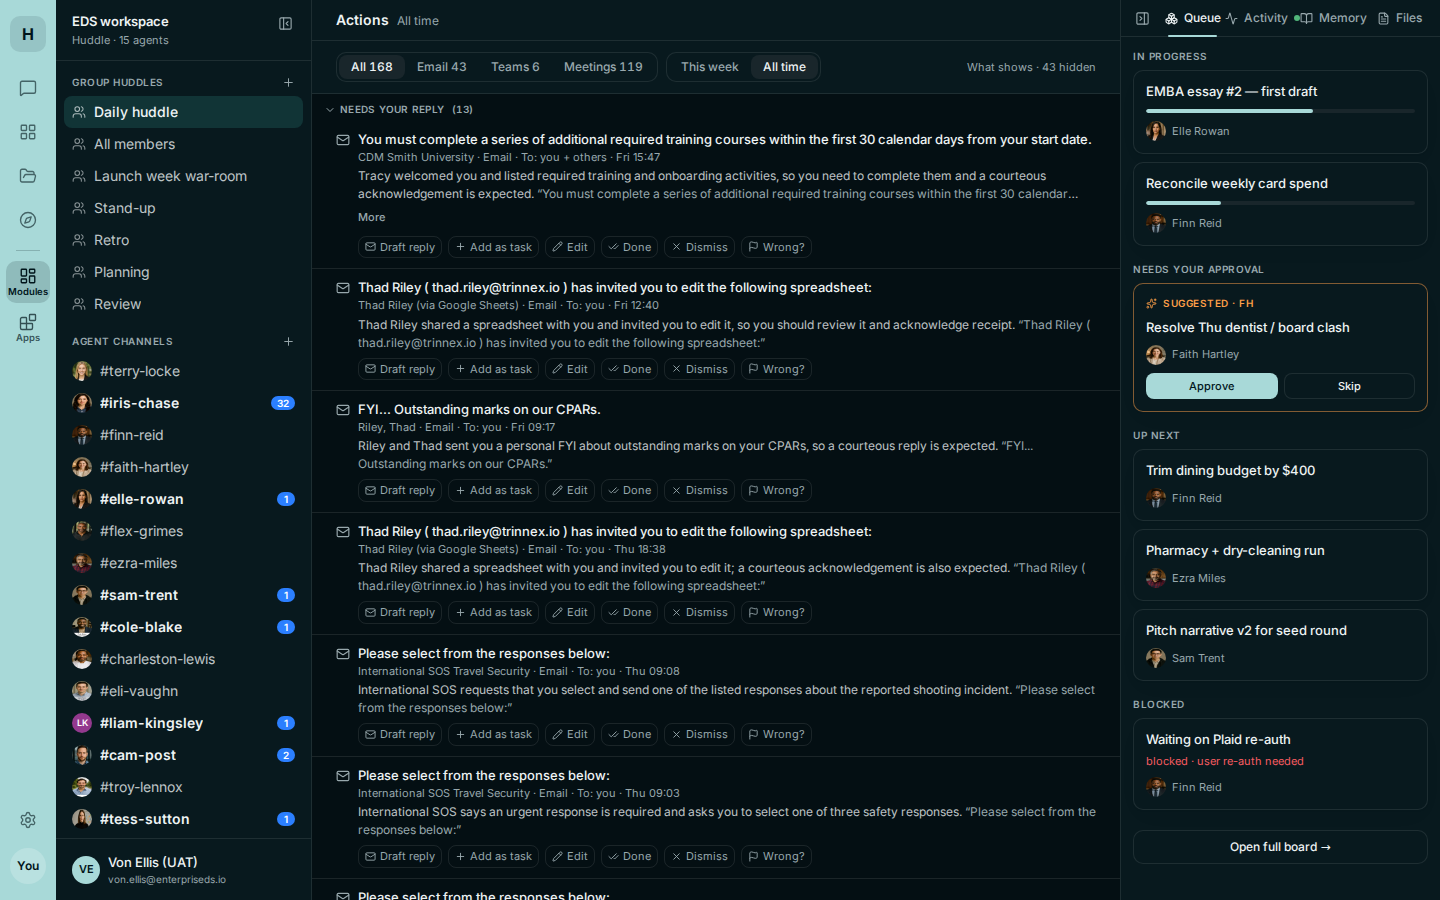 H
Modules
Apps
You
EDS workspace
Huddle · 15 agents
GROUP HUDDLES
Daily huddle
All members
Launch week war-room
Stand-up
Retro
Planning
Review
AGENT CHANNELS
#terry-locke
#iris-chase 32
#finn-reid
#faith-hartley
#elle-rowan 1
#flex-grimes
#ezra-miles
#sam-trent 1
#cole-blake 1
#charleston-lewis
#eli-vaughn
LK #liam-kingsley 1
#cam-post 2
#troy-lennox
#tess-sutton 1
VE Von Ellis (UAT)
von.ellis@enterpriseds.io
Actions All time
All 168 Email 43 Teams 6 Meetings 119 This week All time What shows · 43 hidden
NEEDS YOUR REPLY (13)
You must complete a series of additional required training courses within the first 30 calendar days from your start date.
CDM Smith University · Email · To: you + others · Fri 15:47
Tracy welcomed you and listed required training and onboarding activities, so you need to complete them and a courteous
acknowledgement is expected. “You must complete a series of additional required training courses within the first 30 calendar...
More
Draft reply Add as task Edit Done Dismiss Wrong?
Thad Riley ( thad.riley@trinnex.io ) has invited you to edit the following spreadsheet:
Thad Riley (via Google Sheets) · Email · To: you · Fri 12:40
Thad Riley shared a spreadsheet with you and invited you to edit it, so you should review it and acknowledge receipt. “Thad Riley (
thad.riley@trinnex.io ) has invited you to edit the following spreadsheet:”
Draft reply Add as task Edit Done Dismiss Wrong?
FYI... Outstanding marks on our CPARs.
Riley, Thad · Email · To: you · Fri 09:17
Riley and Thad sent you a personal FYI about outstanding marks on your CPARs, so a courteous reply is expected. “FYI...
Outstanding marks on our CPARs.”
Draft reply Add as task Edit Done Dismiss Wrong?
Thad Riley ( thad.riley@trinnex.io ) has invited you to edit the following spreadsheet:
Thad Riley (via Google Sheets) · Email · To: you · Thu 18:38
Thad Riley shared a spreadsheet with you and invited you to edit it; a courteous acknowledgement is also expected. “Thad Riley (
thad.riley@trinnex.io ) has invited you to edit the following spreadsheet:”
Draft reply Add as task Edit Done Dismiss Wrong?
Please select from the responses below:
International SOS Travel Security · Email · To: you · Thu 09:08
International SOS requests that you select and send one of the listed responses about the reported shooting incident. “Please select
from the responses below:”
Draft reply Add as task Edit Done Dismiss Wrong?
Please select from the responses below:
International SOS Travel Security · Email · To: you · Thu 09:03
International SOS says an urgent response is required and asks you to select one of three safety responses. “Please select from the
responses below:”
Draft reply Add as task Edit Done Dismiss Wrong?
Please select from the responses below:
Queue Activity Memory Files
IN PROGRESS
EMBA essay #2 — first draft
Elle Rowan
Reconcile weekly card spend
Finn Reid
NEEDS YOUR APPROVAL
SUGGESTED · FH
Resolve Thu dentist / board clash
Faith Hartley
Approve Skip
UP NEXT
Trim dining budget by $400
Finn Reid
Pharmacy + dry-cleaning run
Ezra Miles
Pitch narrative v2 for seed round
Sam Trent
BLOCKED
Waiting on Plaid re-auth
blocked · user re-auth needed
Finn Reid
Open full board →